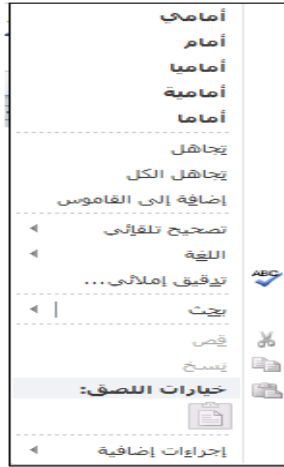 أمامي
أمام
أماميا
أمامية
أماما
تجاهل
تجاهل الكل
إضافة إلى القاموس
تصحيح تلقائي
اللغة
تدقيق إملائي...
ABC
بحث
قص
نسخ
خيارات اللصق:
إجراءات إضافية